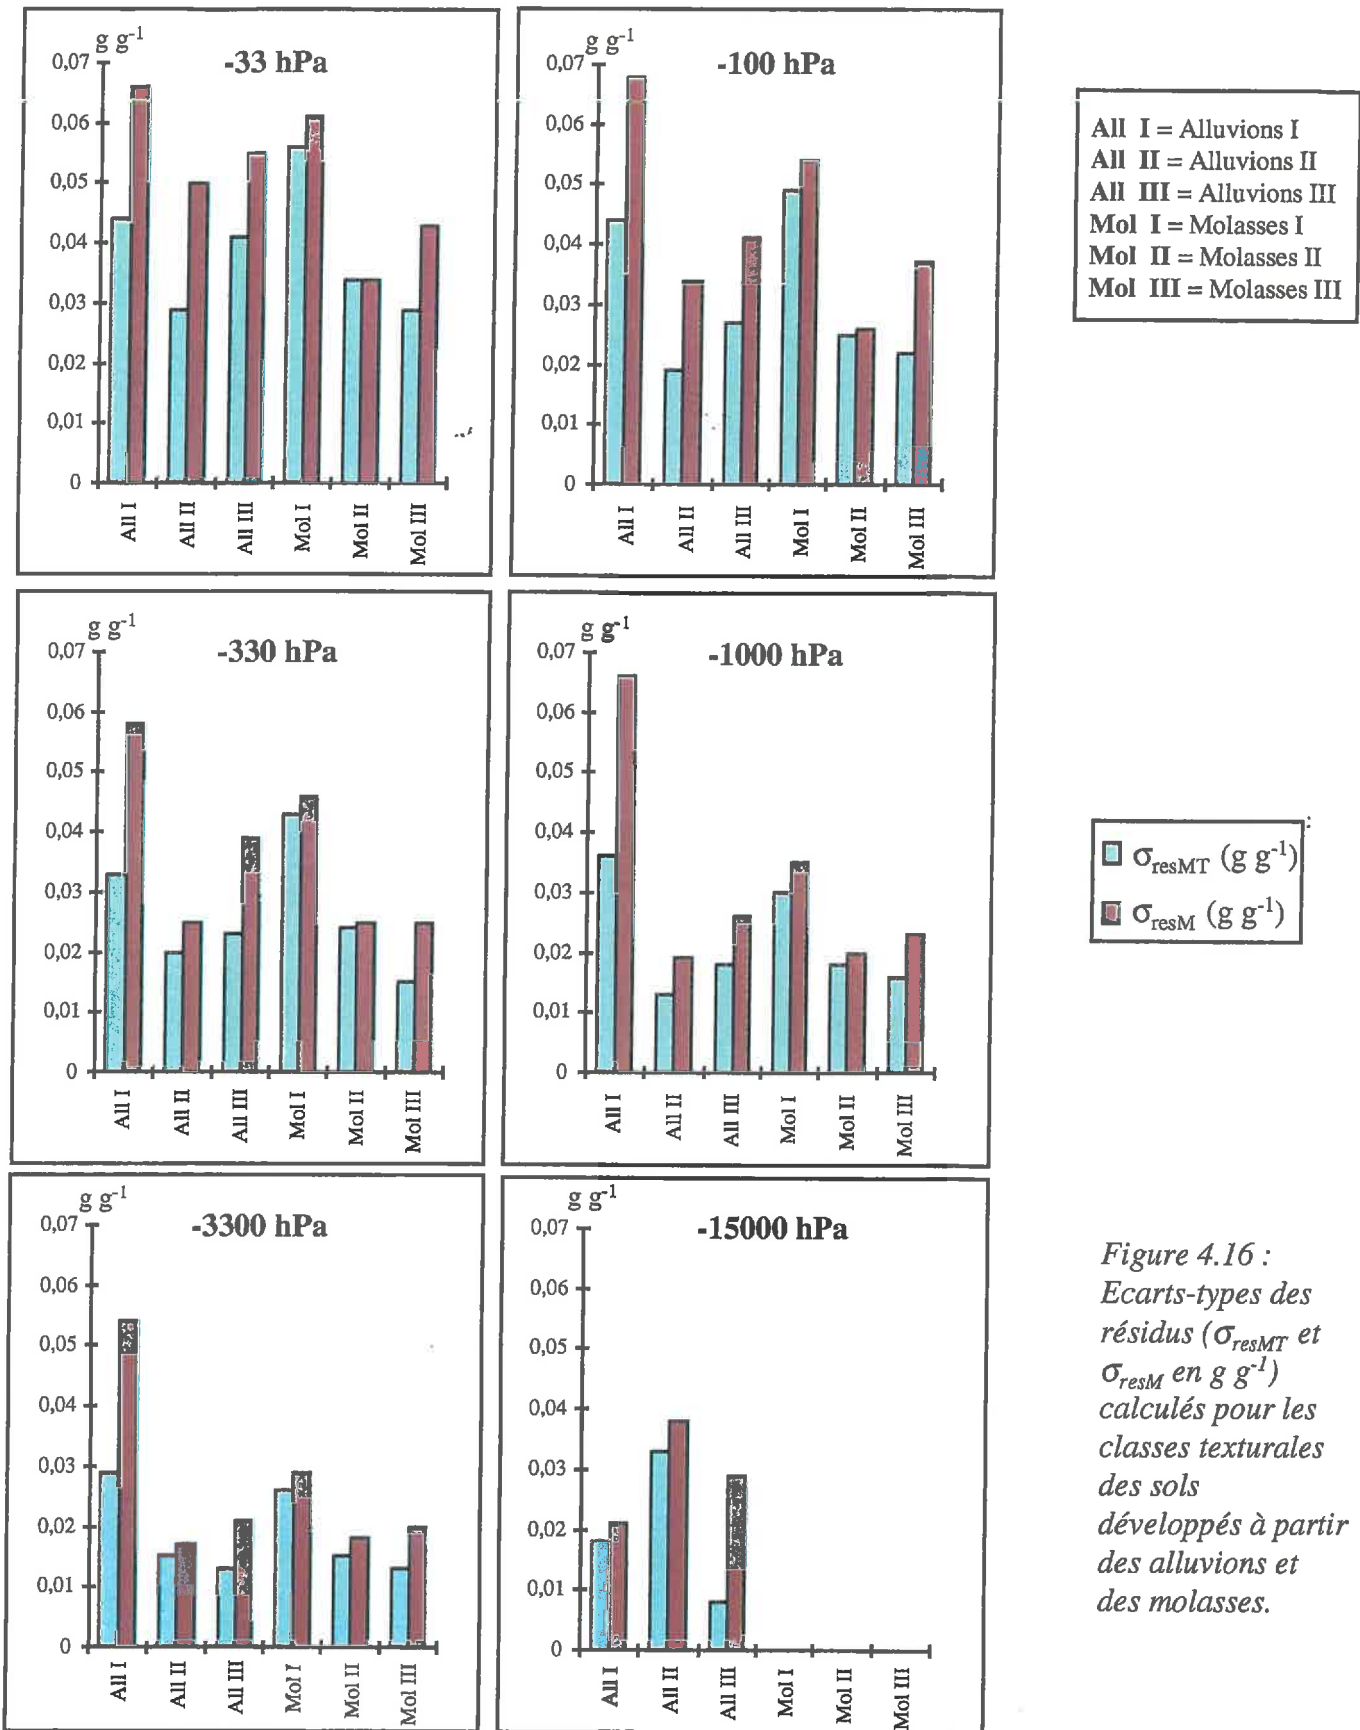 g g-1
-33 hPa
0,07
0,06
0,05
0,04
0,03
0,02
0,01
0
All I
All II
All III
Mol I
Mol II
Mol III
g g-1
-100 hPa
0,07
0,06
0,05
0,04
0,03
0,02
0,01
0
All I
All II
All III
Mol I
Mol II
Mol III
All I = Alluvions I
All II = Alluvions II
All III = Alluvions III
Mol I = Molasses I
Mol II = Molasses II
Mol III = Molasses III
g g-1
-330 hPa
0,07
0,06
0,05
0,04
0,03
0,02
0,01
0
All I
All II
All III
Mol I
Mol II
Mol III
g g-1
-1000 hPa
0,07
0,06
0,05
0,04
0,03
0,02
0,01
0
All I
All II
All III
Mol I
Mol II
Mol III
σresMT (g g-1)
σresM (g g-1)
g g-1
-3300 hPa
0,07
0,06
0,05
0,04
0,03
0,02
0,01
0
All I
All II
All III
Mol I
Mol II
Mol III
g g-1
-15000 hPa
0,07
0,06
0,05
0,04
0,03
0,02
0,01
0
All I
All II
All III
Mol I
Mol II
Mol III
Figure 4.16 :
Ecarts-types des
résidus (σresMT et
σresM en g g-1)
calculés pour les
classes texturales
des sols
développés à partir
des alluvions et
des molasses.